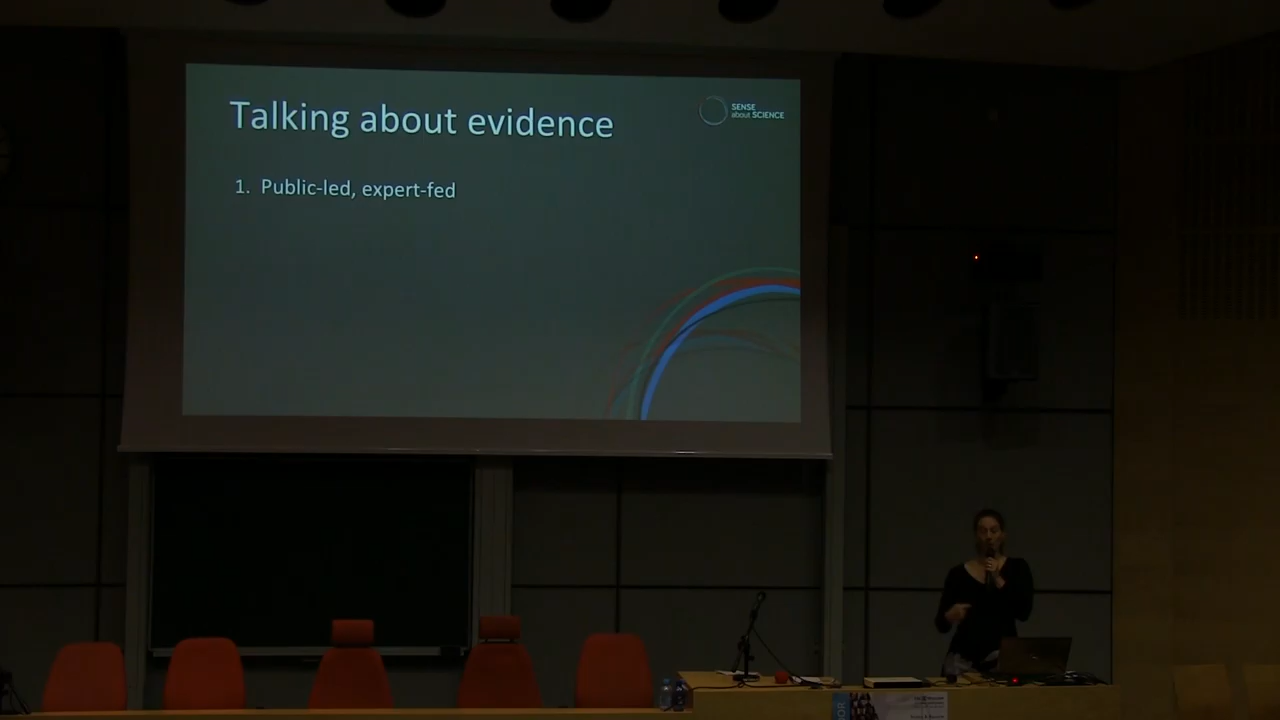 Talking about evidence
SENSE
about SCIENCE
1. Public-led, expert-fed